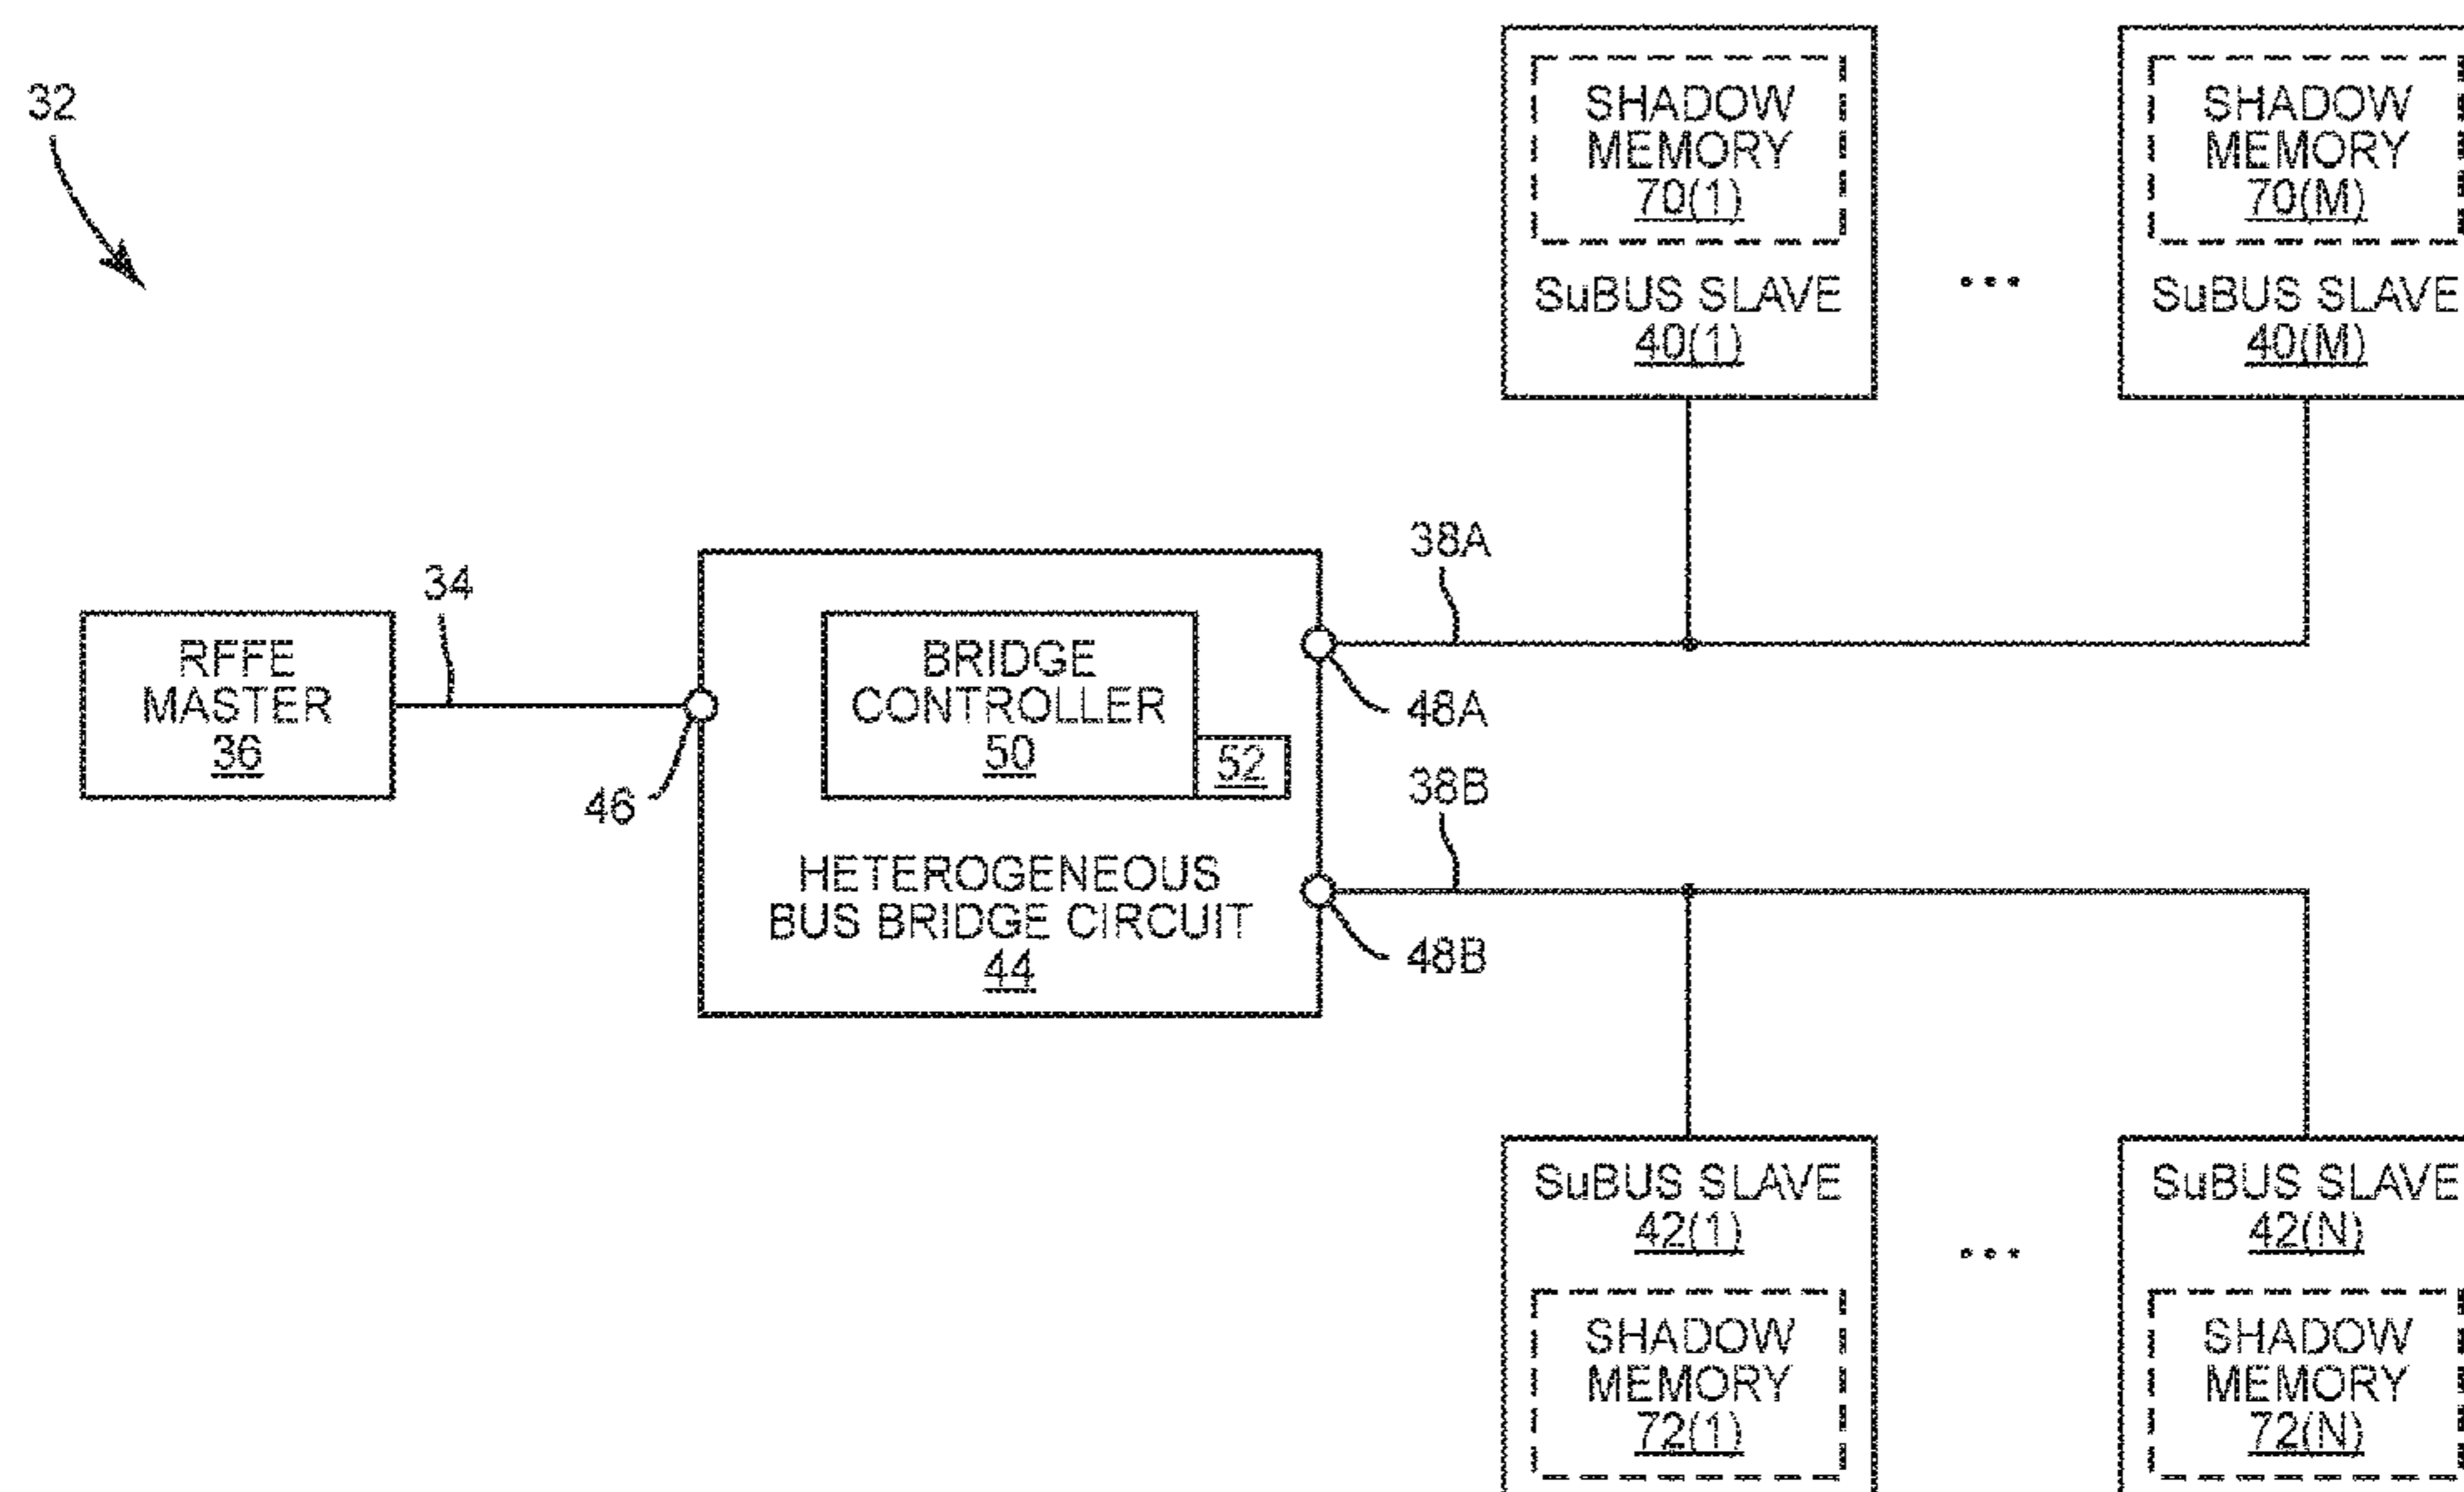 32
SHADOW
MEMORY
70(1)
SuBUS SLAVE
40(1)
...
SHADOW
MEMORY
70(M)
SuBUS SLAVE
40(M)
RFFE
MASTER
36
34
46
BRIDGE
CONTROLLER
50
52
HETEROGENEOUS
BUS BRIDGE CIRCUIT
44
38A
48A
38B
48B
SuBUS SLAVE
42(1)
SHADOW
MEMORY
72(1)
...
SuBUS SLAVE
42(N)
SHADOW
MEMORY
72(N)